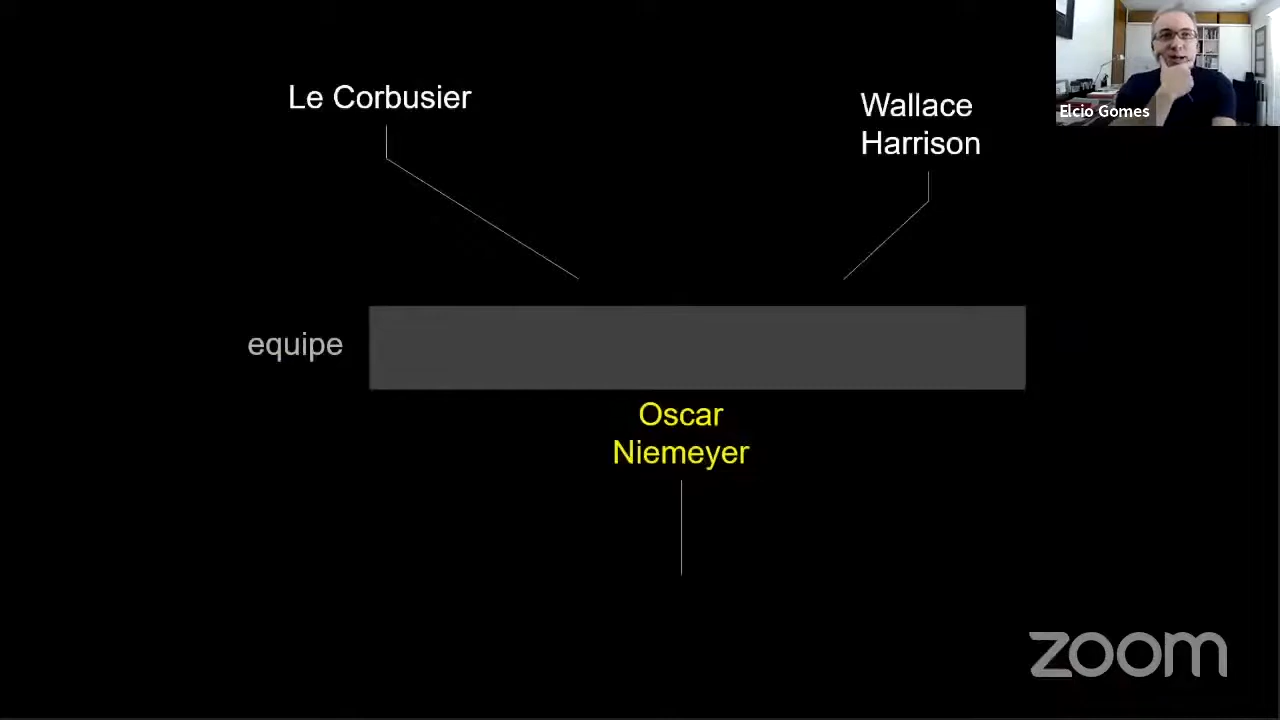 Le Corbusier
Wallace
Harrison
Elcio Gomes
equipe
Oscar
Niemeyer
zoom